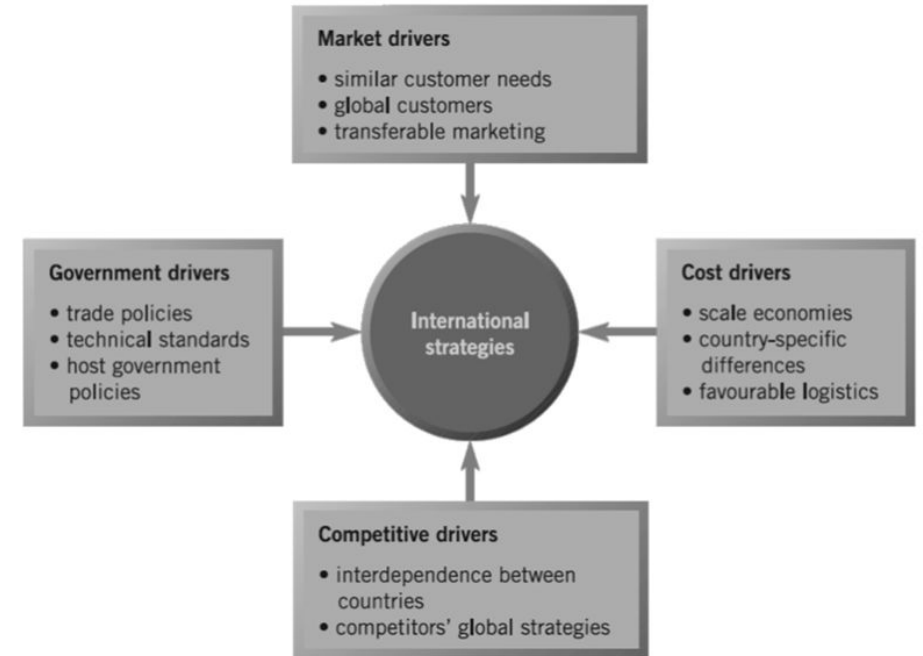 Market drivers
• similar customer needs
• global customers
• transferable marketing
Government drivers
• trade policies
• technical standards
• host government
policies
International
strategies
Cost drivers
• scale economies
• country-specific
differences
• favourable logistics
Competitive drivers
• interdependence between
countries
• competitors' global strategies